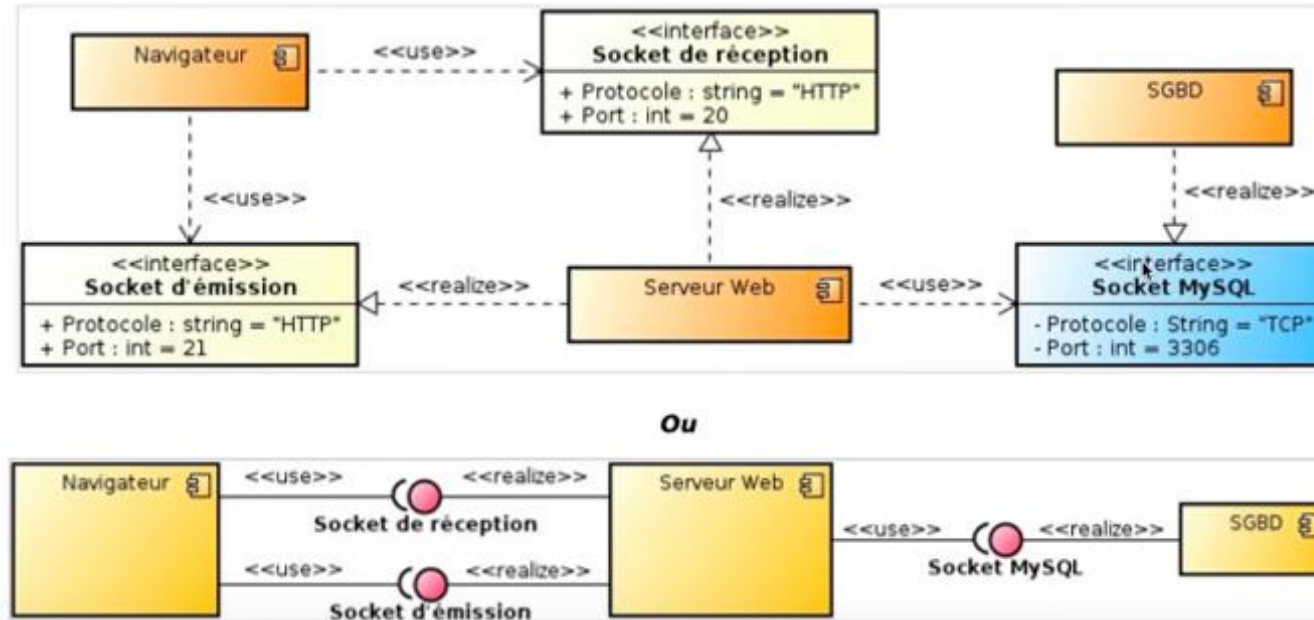 Navigateur
<<use>>
<<interface>>
Socket de réception
+ Protocole : string = "HTTP"
+ Port : int = 20
SGBD
<<use>>
<<realize>>
<<realize>>
<<interface>>
Socket d'émission
+ Protocole : string = "HTTP"
+ Port : int = 21
<<realize>>
Serveur Web
<<use>>
<<interface>>
Socket MySQL
- Protocole : String = "TCP"
- Port : int = 3306
Ou
Navigateur
<<use>>
<<realize>>
Socket de réception
<<use>>
<<realize>>
Socket d'émission
Serveur Web
<<use>>
<<realize>>
Socket MySQL
SGBD